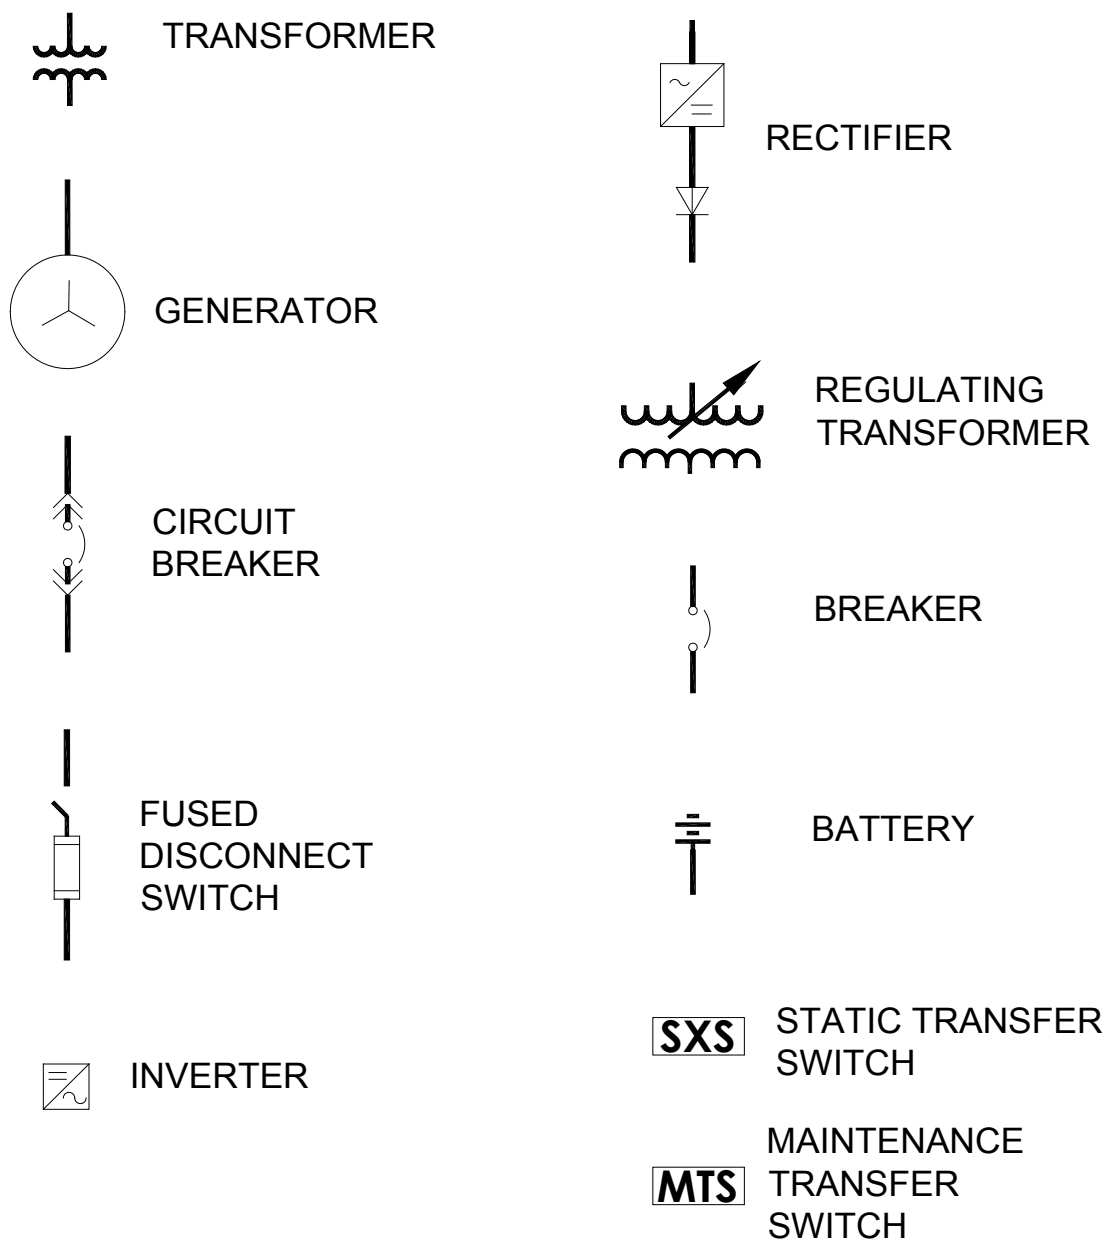 TRANSFORMER
GENERATOR
CIRCUIT
BREAKER
FUSED
DISCONNECT
SWITCH
INVERTER
RECTIFIER
REGULATING
TRANSFORMER
BREAKER
BATTERY
SXS
STATIC TRANSFER
SWITCH
MTS
MAINTENANCE
TRANSFER
SWITCH